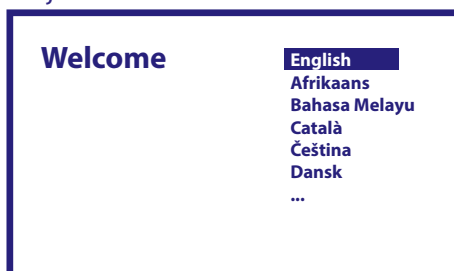 Welcome
English
Afrikaans
Bahasa Melayu
Català
Čeština
Dansk
...